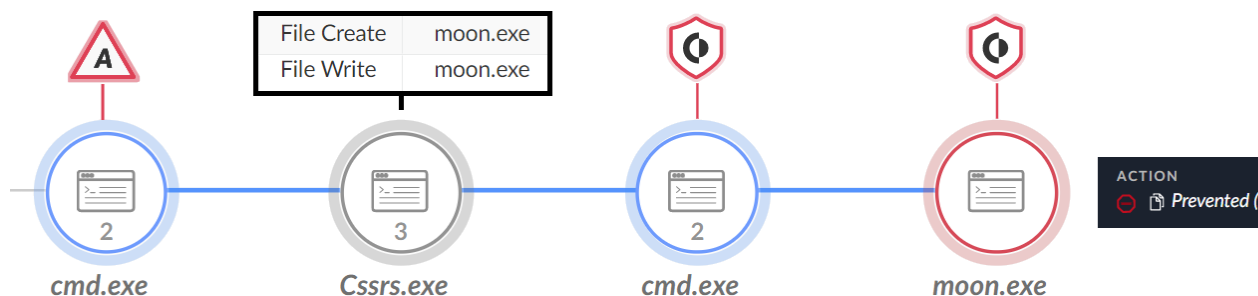 File Create moon.exe
File Write moon.exe
A
2
3
2
cmd.exe
Cssrs.exe
cmd.exe
moon.exe
ACTION
Prevented (